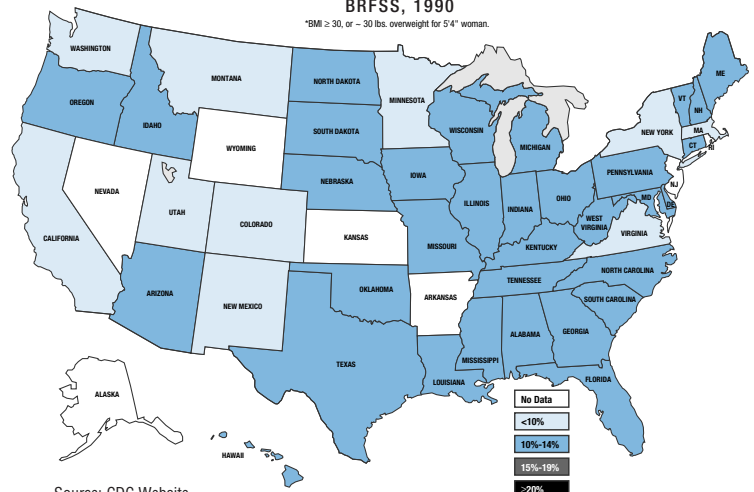 BRFSS, 1990
*BMI ≥ 30, or ~ 30 lbs. overweight for 5'4" woman.
WASHINGTON
MONTANA
NORTH DAKOTA
MINNESOTA
OREGON
IDAHO
WYOMING
SOUTH DAKOTA
WISCONSIN
MICHIGAN
NEW YORK
VT
NH
ME
MA
CT
RI
NEVADA
UTAH
COLORADO
NEBRASKA
IOWA
ILLINOIS
INDIANA
OHIO
PENNSYLVANIA
NJ
MD
DE
CALIFORNIA
KANSAS
MISSOURI
KENTUCKY
WEST
VIRGINIA
VIRGINIA
ARIZONA
NEW MEXICO
OKLAHOMA
ARKANSAS
TENNESSEE
NORTH CAROLINA
SOUTH CAROLINA
TEXAS
LOUISIANA
MISSISSIPPI
ALABAMA
GEORGIA
FLORIDA
ALASKA
HAWAII
No Data
<10%
10%-14%
15%-19%
≥20%
Source: CDC Website